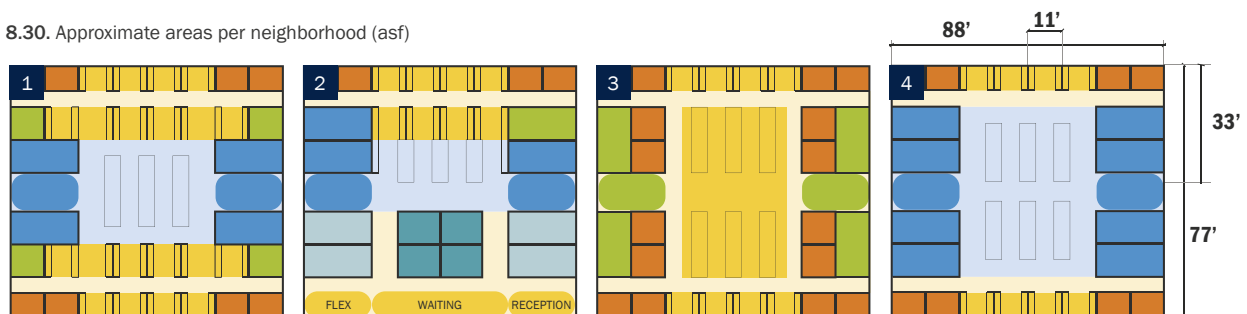 8.30. Approximate areas per neighborhood (asf)
88’
11’
1
2
3
4
33’
77’
FLEX
WAITING
RECEPTION